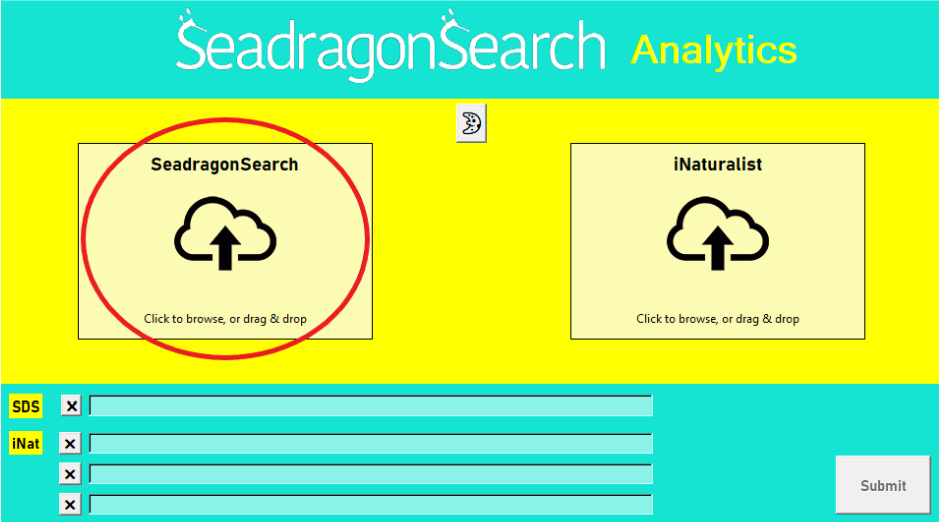 SeadragonSearch Analytics
SeadragonSearch
iNaturalist
Click to browse, or drag & drop
Click to browse, or drag & drop
SDS
iNat
Submit